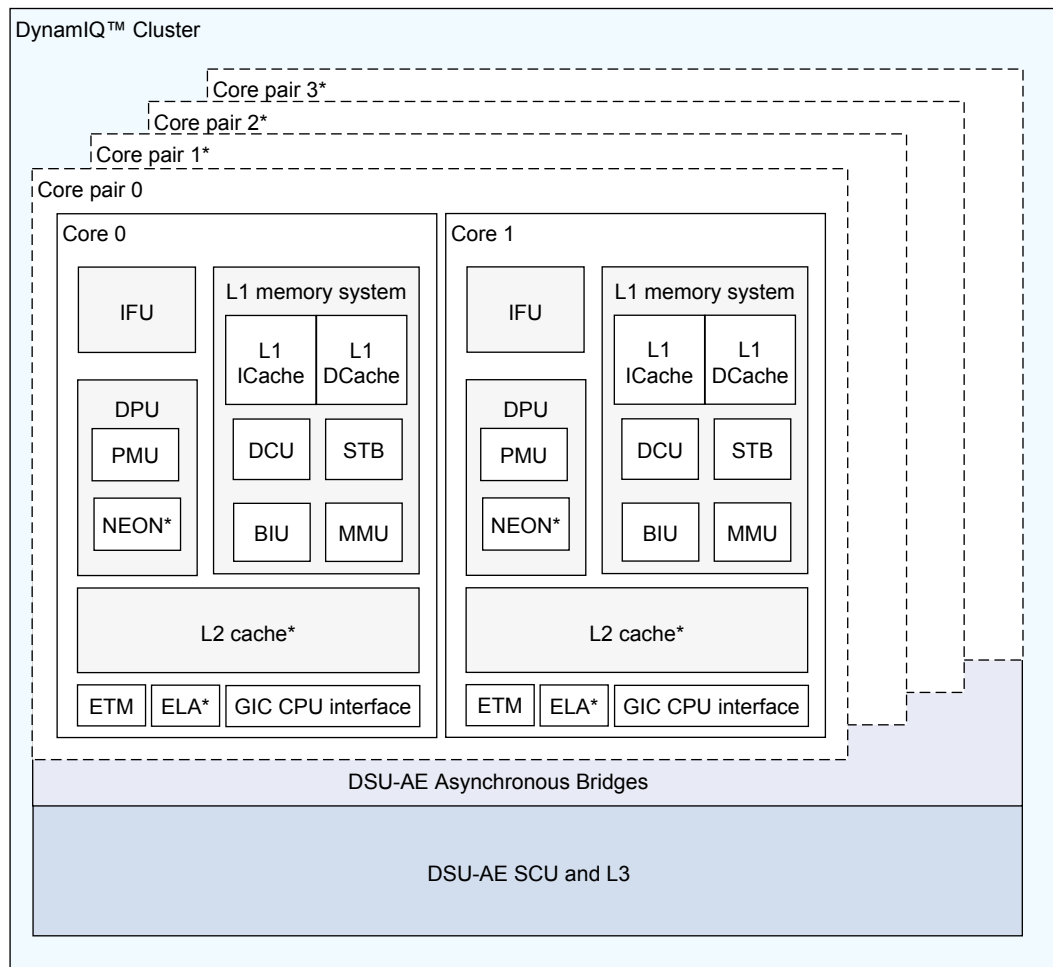 DynamIQ™ Cluster
Core pair 3*
Core pair 2*
Core pair 1*
Core pair 0
Core 0
IFU
L1 memory system
L1
ICache
L1
DCache
DPU
PMU
NEON*
DCU
STB
BIU
MMU
L2 cache*
ETM
ELA*
GIC CPU interface
Core 1
IFU
L1 memory system
L1
ICache
L1
DCache
DPU
PMU
NEON*
DCU
STB
BIU
MMU
L2 cache*
ETM
ELA*
GIC CPU interface
DSU-AE Asynchronous Bridges
DSU-AE SCU and L3